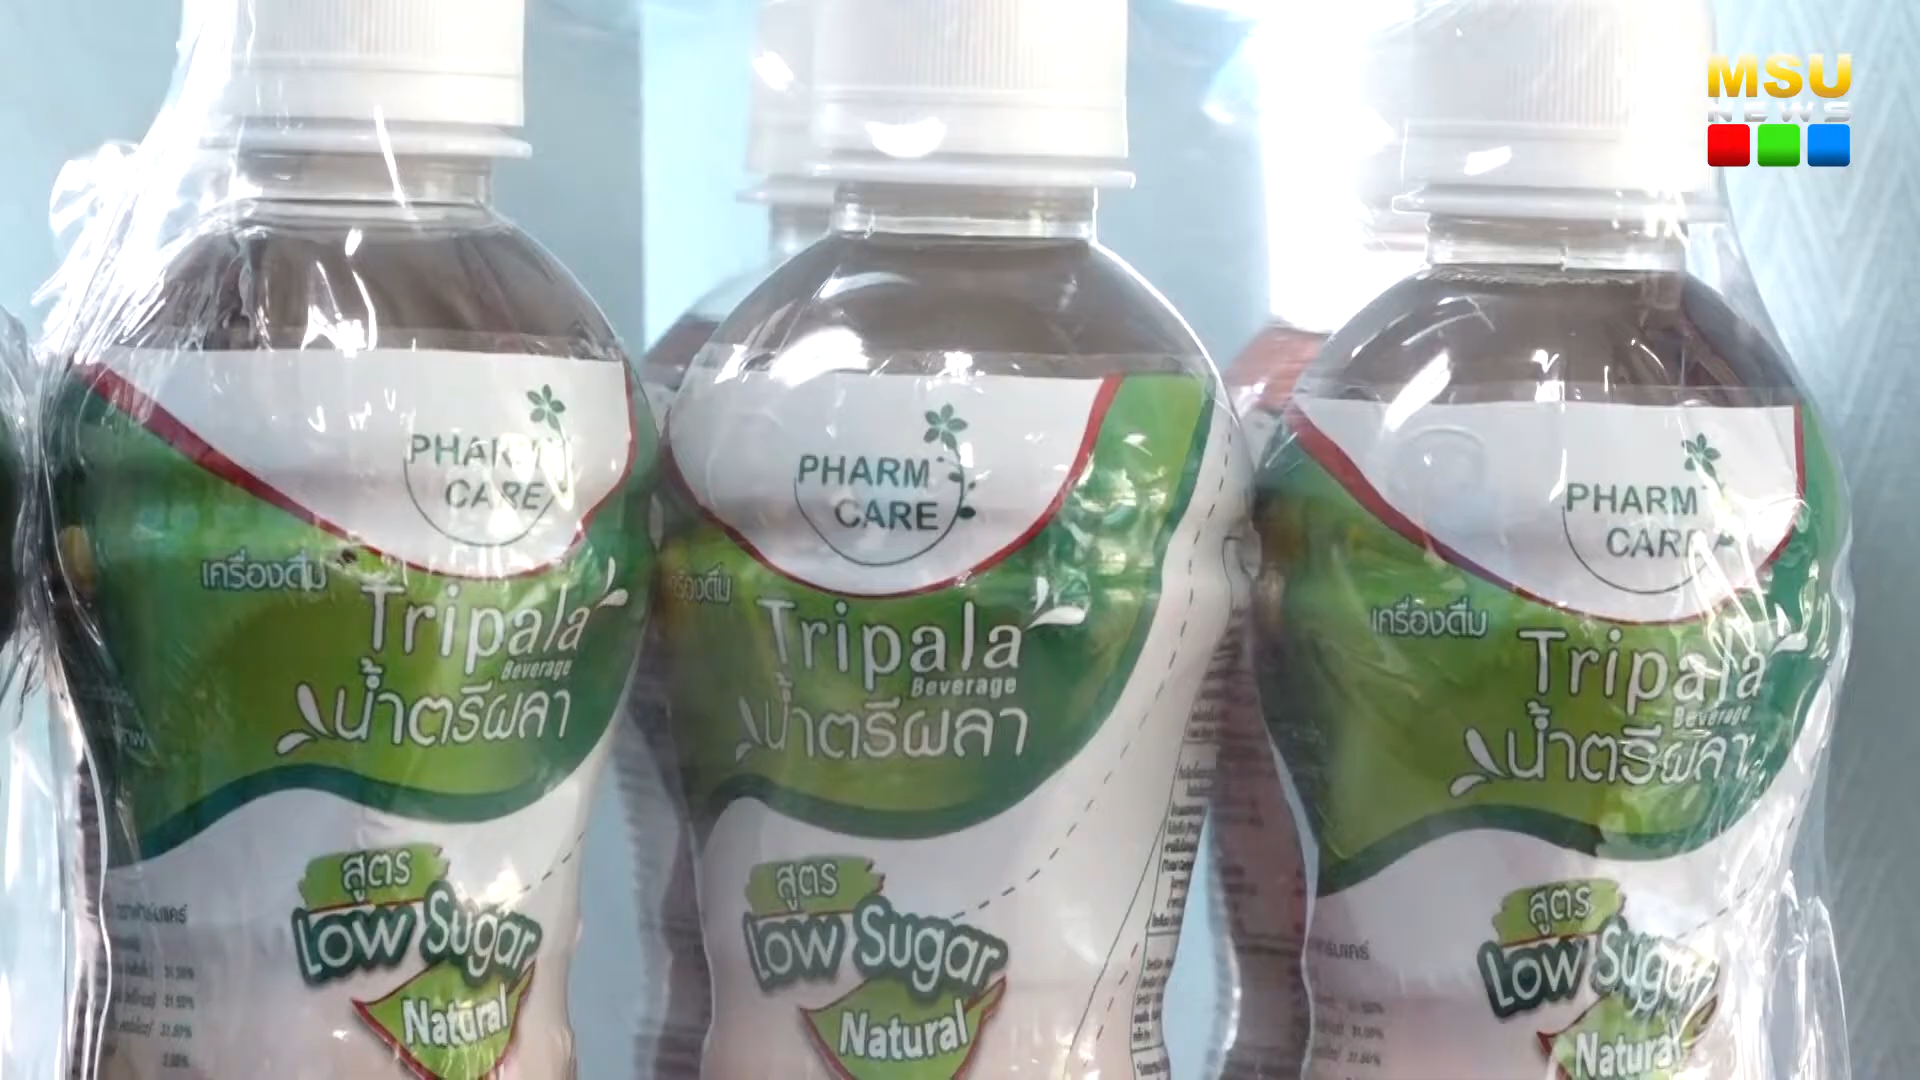 MSU
NEWS
PHARM
CARE
เครื่องดื่ม
Tripala
Beverage
น้ำตรีผลา
สูตร
Low Sugar
Natural
PHARM
CARE
Tripala
Beverage
น้ำตรีผลา
สูตร
Low Sugar
Natural
PHARM
CARE
เครื่องดื่ม
Tripala
Beverage
น้ำตรีผลา
สูตร
Low Sugar
Natural